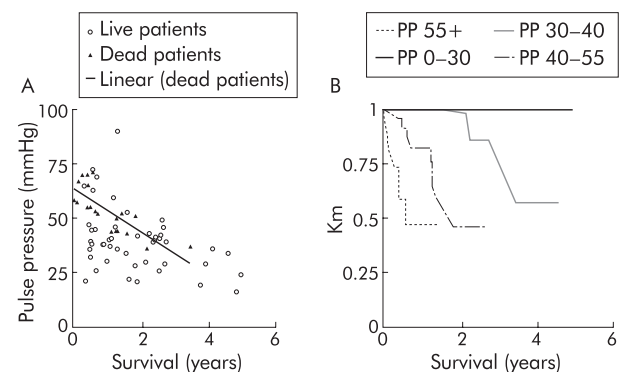 Live patients
Dead patients
Linear (dead patients)
A
Pulse pressure (mmHg)
100
75
50
25
0
0 2 4 6
Survival (years)
PP 55+ PP 30–40
PP 0–30 PP 40–55
B
Km
1
0.75
0.5
0.25
0
0 2 4 6
Survival (years)